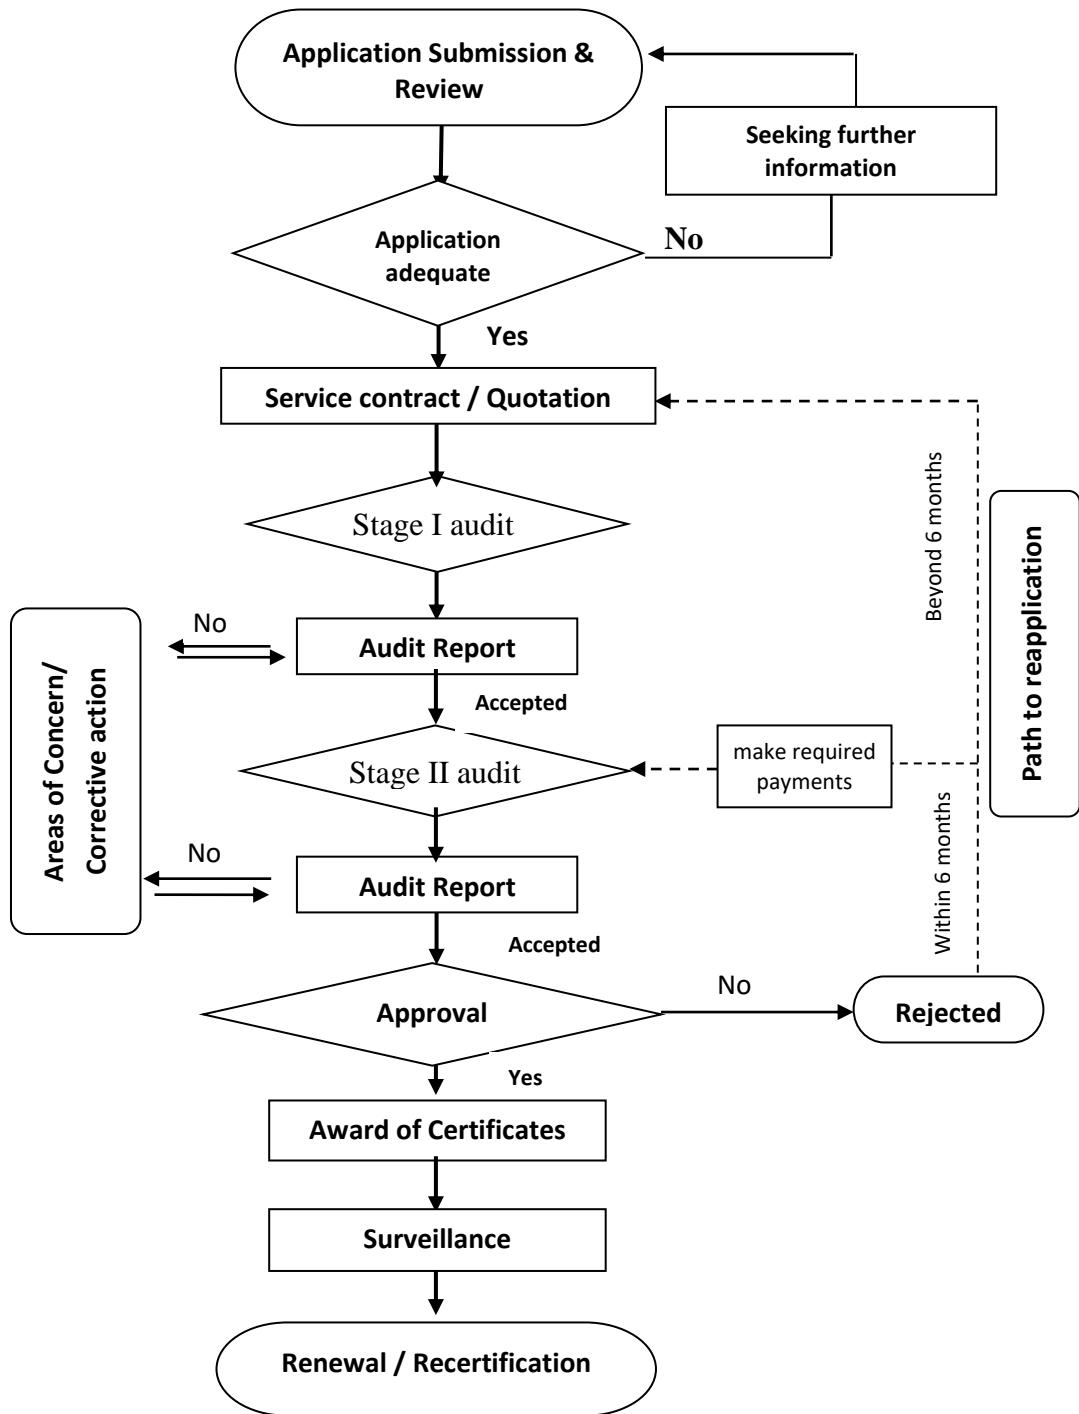 Application Submission &
Review
Seeking further
information
Application
adequate
No
Yes
Service contract / Quotation
Stage I audit
Beyond 6 months
Path to reapplication
No
Audit Report
Areas of Concern/
Corrective action
Accepted
make required
payments
Stage II audit
Within 6 months
No
Audit Report
Accepted
Approval
No
Rejected
Yes
Award of Certificates
Surveillance
Renewal / Recertification